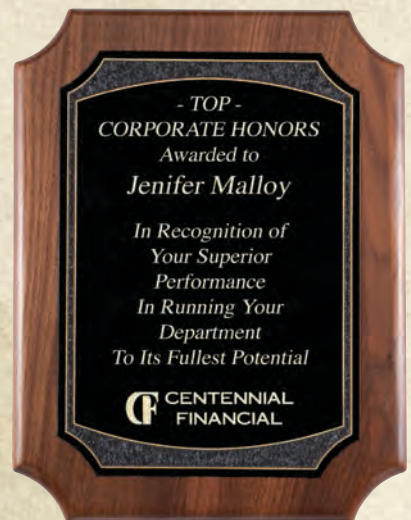 - TOP -
CORPORATE HONORS
Awarded to
Jenifer Malloy
In Recognition of
Your Superior
Performance
In Running Your
Department
To Its Fullest Potential
CF CENTENNIAL
FINANCIAL